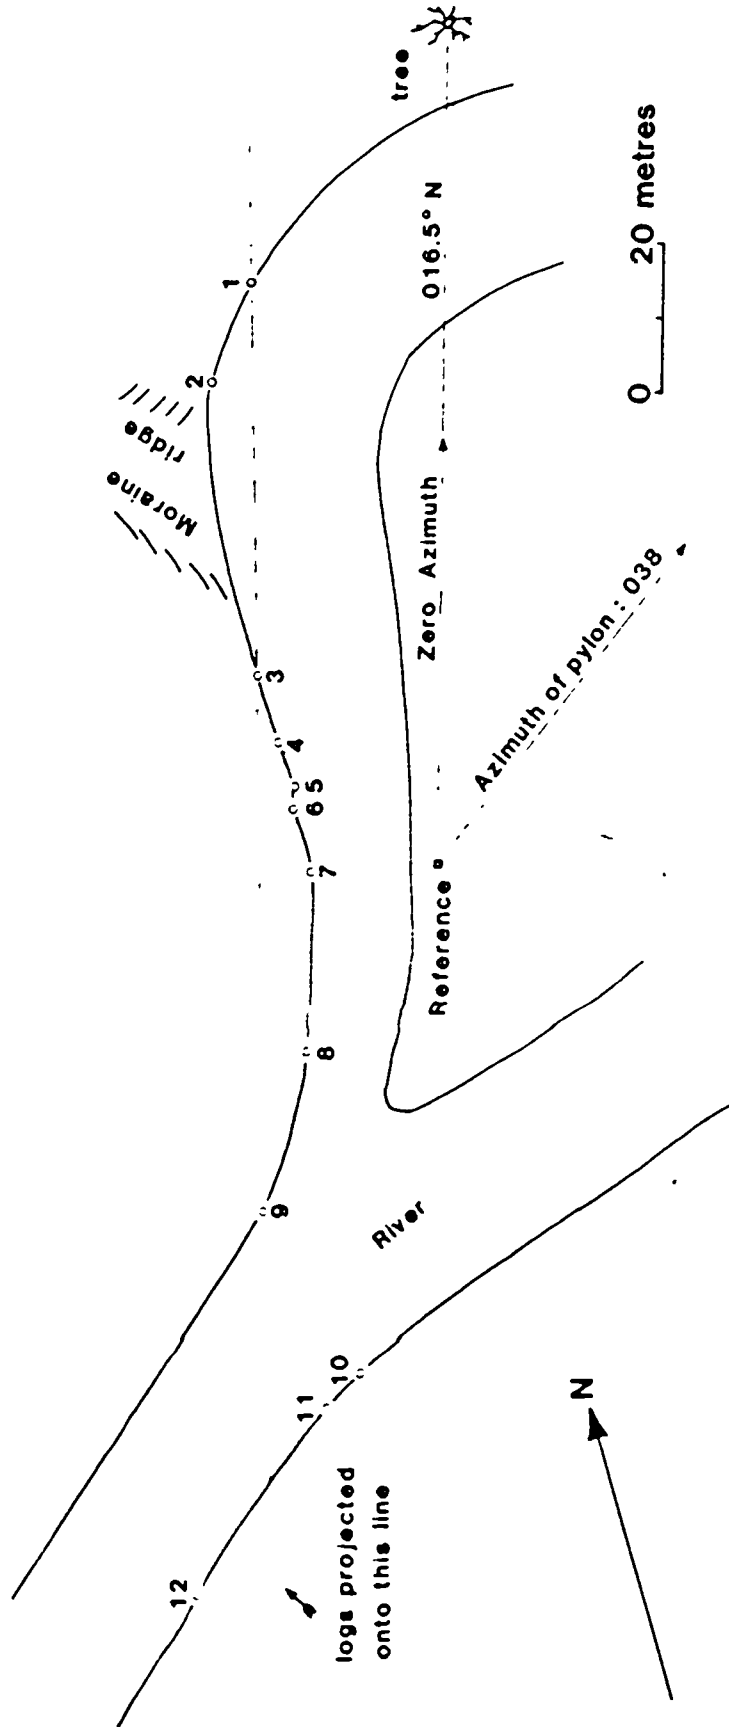 tree
1
2
Moraine
ridge
016.5° N
Zero Azimuth
0 20 metres
3
4
5
6
7
Azimuth of pylon : 038
Reference
8
9
River
10
11
12
logs projected
onto this line
N